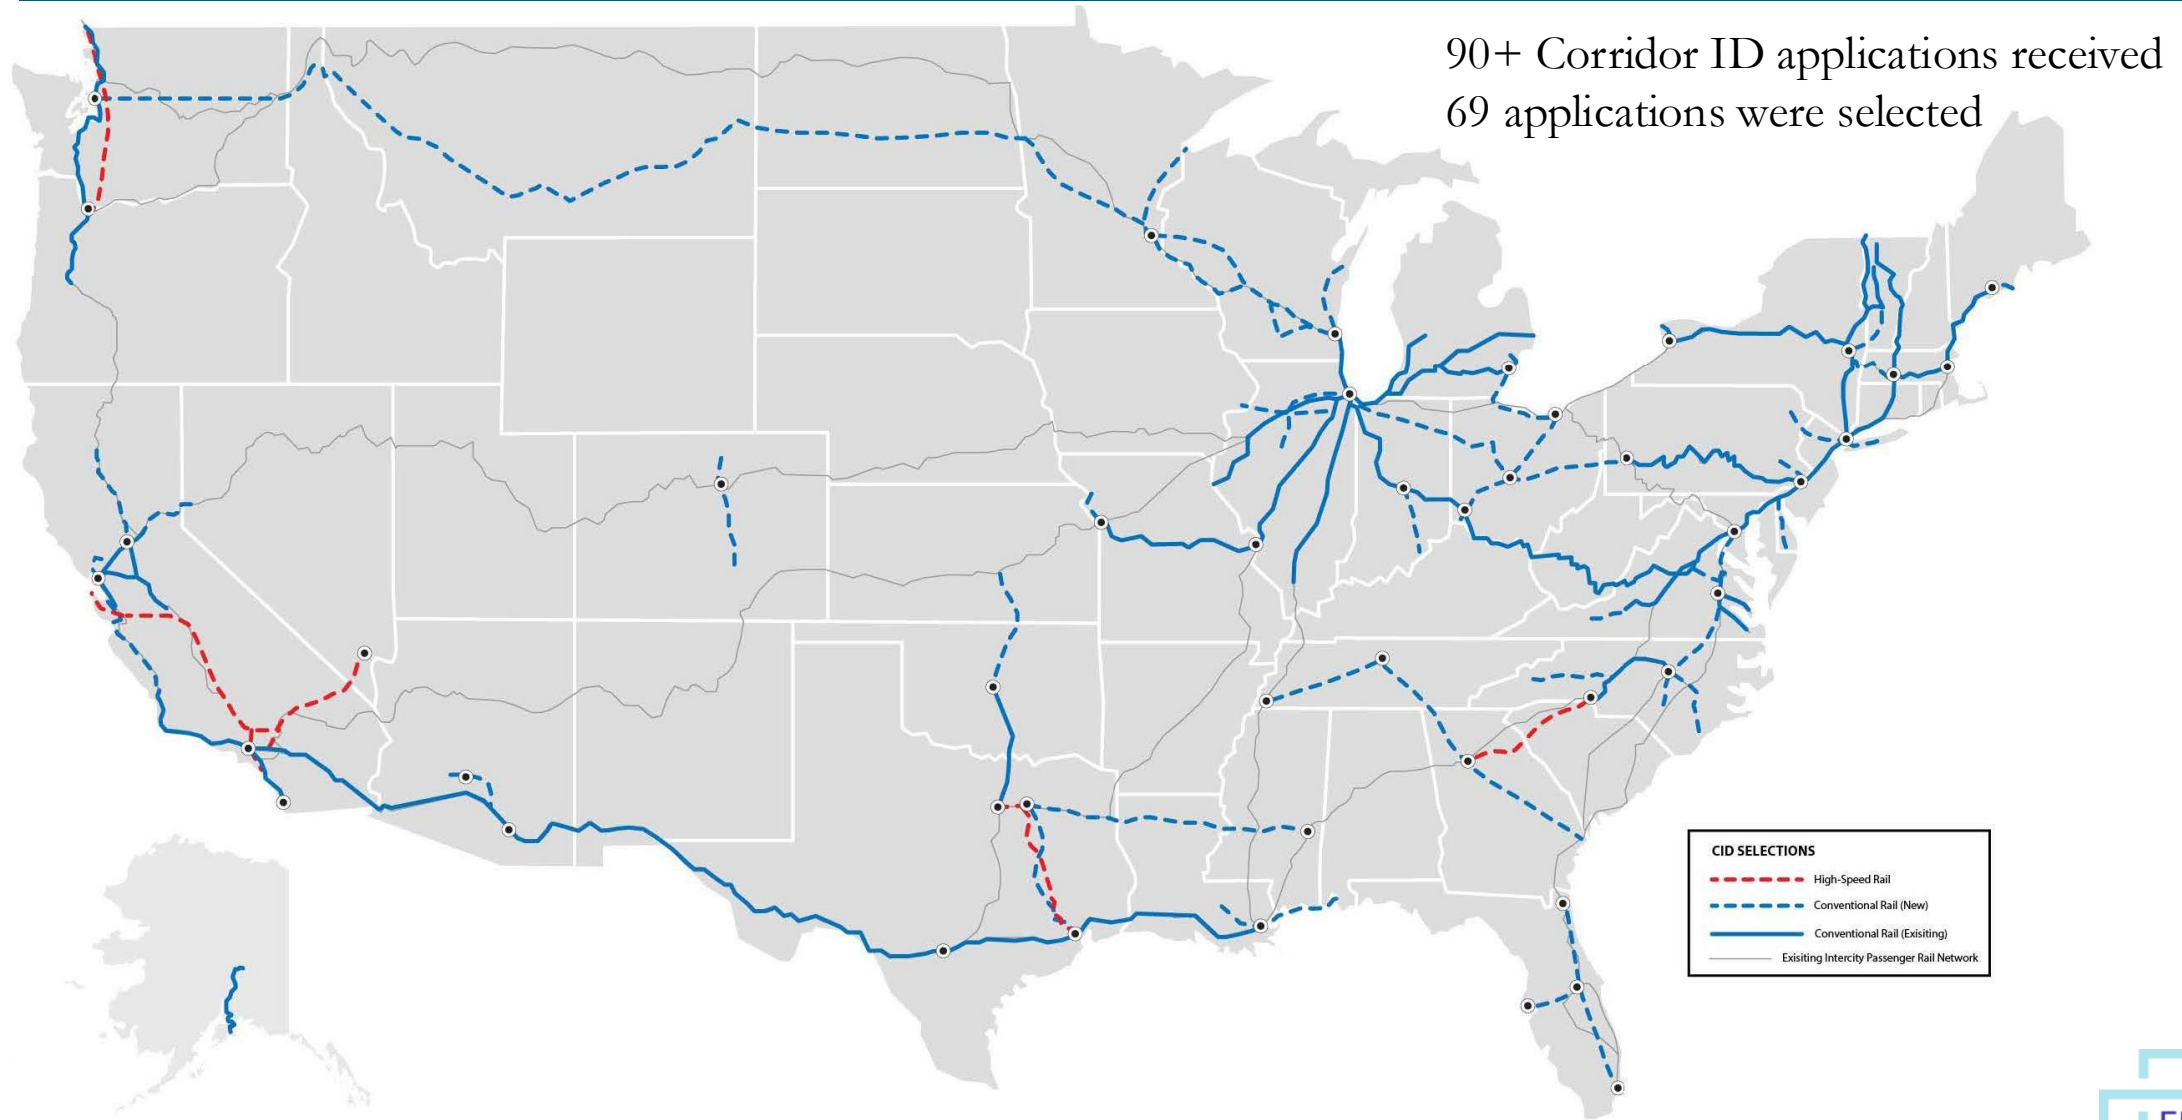 90+ Corridor ID applications received
69 applications were selected
CID SELECTIONS
High-Speed Rail
Conventional Rail (New)
Conventional Rail (Exisiting)
Exisiting Intercity Passenger Rail Network